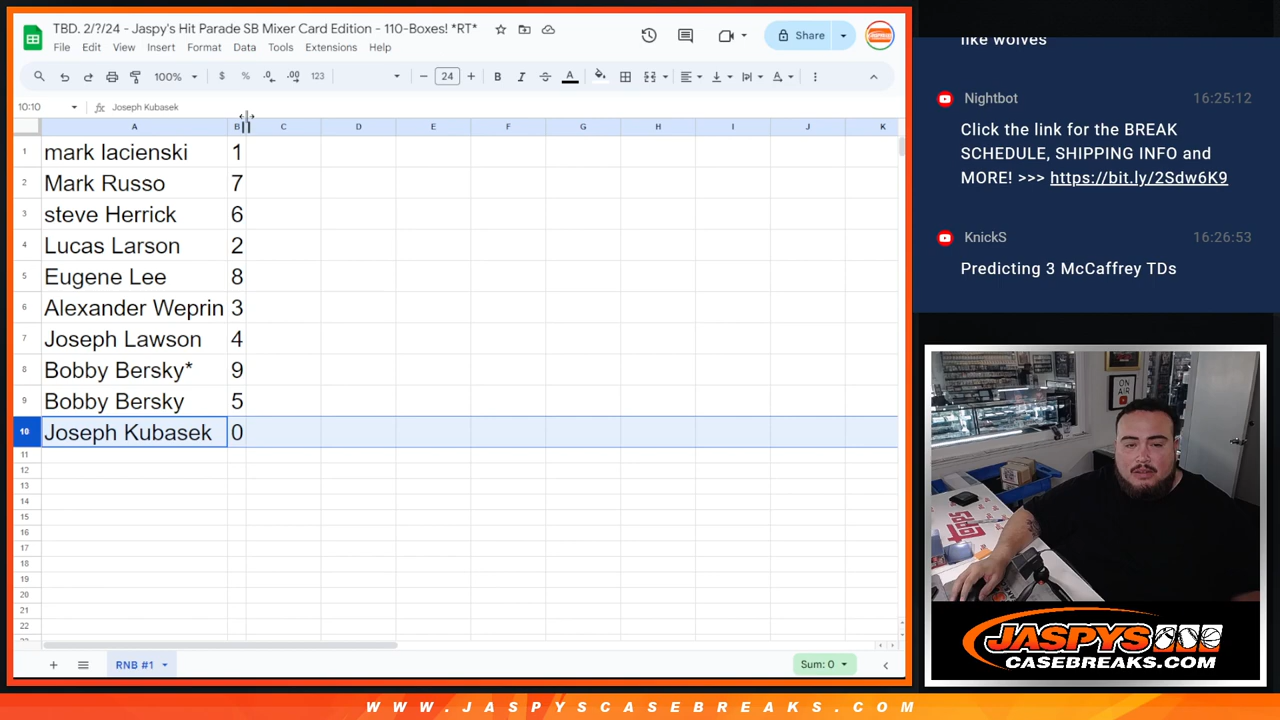 TBD. 2/?/24 - Jaspy's Hit Parade SB Mixer Card Edition - 110-Boxes! *RT*
File Edit View Insert Format Data Tools Extensions Help
Share
100% $ % .0 .00 123 24 B I A
10:10 fx Joseph Kubasek
A B C D E F G H I J K
1 mark lacienski 1
2 Mark Russo 7
3 steve Herrick 6
4 Lucas Larson 2
5 Eugene Lee 8
6 Alexander Weprin 3
7 Joseph Lawson 4
8 Bobby Bersky* 9
9 Bobby Bersky 5
10 Joseph Kubasek 0
11
12
13
14
15
16
17
18
19
20
21
22
RNB #1
Sum: 0
like wolves
Nightbot 16:25:12
Click the link for the BREAK
SCHEDULE, SHIPPING INFO and
MORE! >>> https://bit.ly/2Sdw6K9
KnickS 16:26:53
Predicting 3 McCaffrey TDs
ON AIR
JASPYS
CASEBREAKS.COM
WWW.JASPYSCASEBREAKS.COM